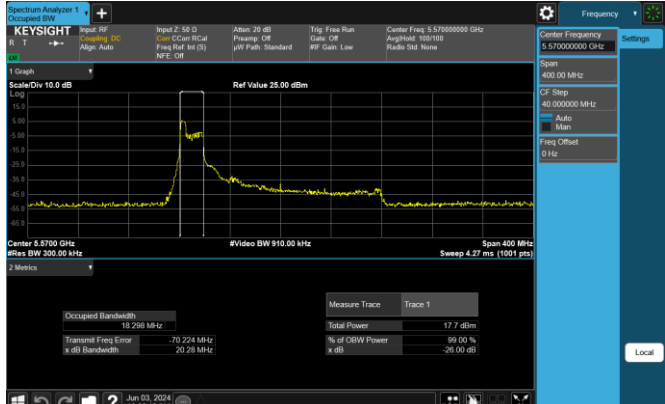 Spectrum Analyzer 1
Occupied BW
+
Frequency
KEYSIGHT
R T
Input: RF
Coupling: DC
Align: Auto
Input Z: 50 Ω
Corr CCorr RCal
Freq Ref: Int (S)
NFE: Off
Atten: 20 dB
Preamp: Off
µW Path: Standard
Trig: Free Run
Gate: Off
#IF Gain: Low
Center Freq: 5.570000000 GHz
Avg|Hold: 100/100
Radio Std: None
Center Frequency
5.570000000 GHz
Settings
Span
400.00 MHz
CF Step
40.000000 MHz
Auto
Man
Freq Offset
0 Hz
Local
1 Graph
Scale/Div 10.0 dB
Ref Value 25.00 dBm
Log
15.0
5.00
-5.00
-15.0
-25.0
-35.0
-45.0
-55.0
-65.0
Center 5.5700 GHz
#Video BW 910.00 kHz
Span 400 MHz
#Res BW 300.00 kHz
Sweep 4.27 ms (1001 pts)
2 Metrics
Measure Trace
Trace 1
Occupied Bandwidth
18.298 MHz
Total Power
17.7 dBm
Transmit Freq Error
-70.224 MHz
% of OBW Power
99.00 %
x dB Bandwidth
20.28 MHz
x dB
-26.00 dB
?
Jun 03, 2024